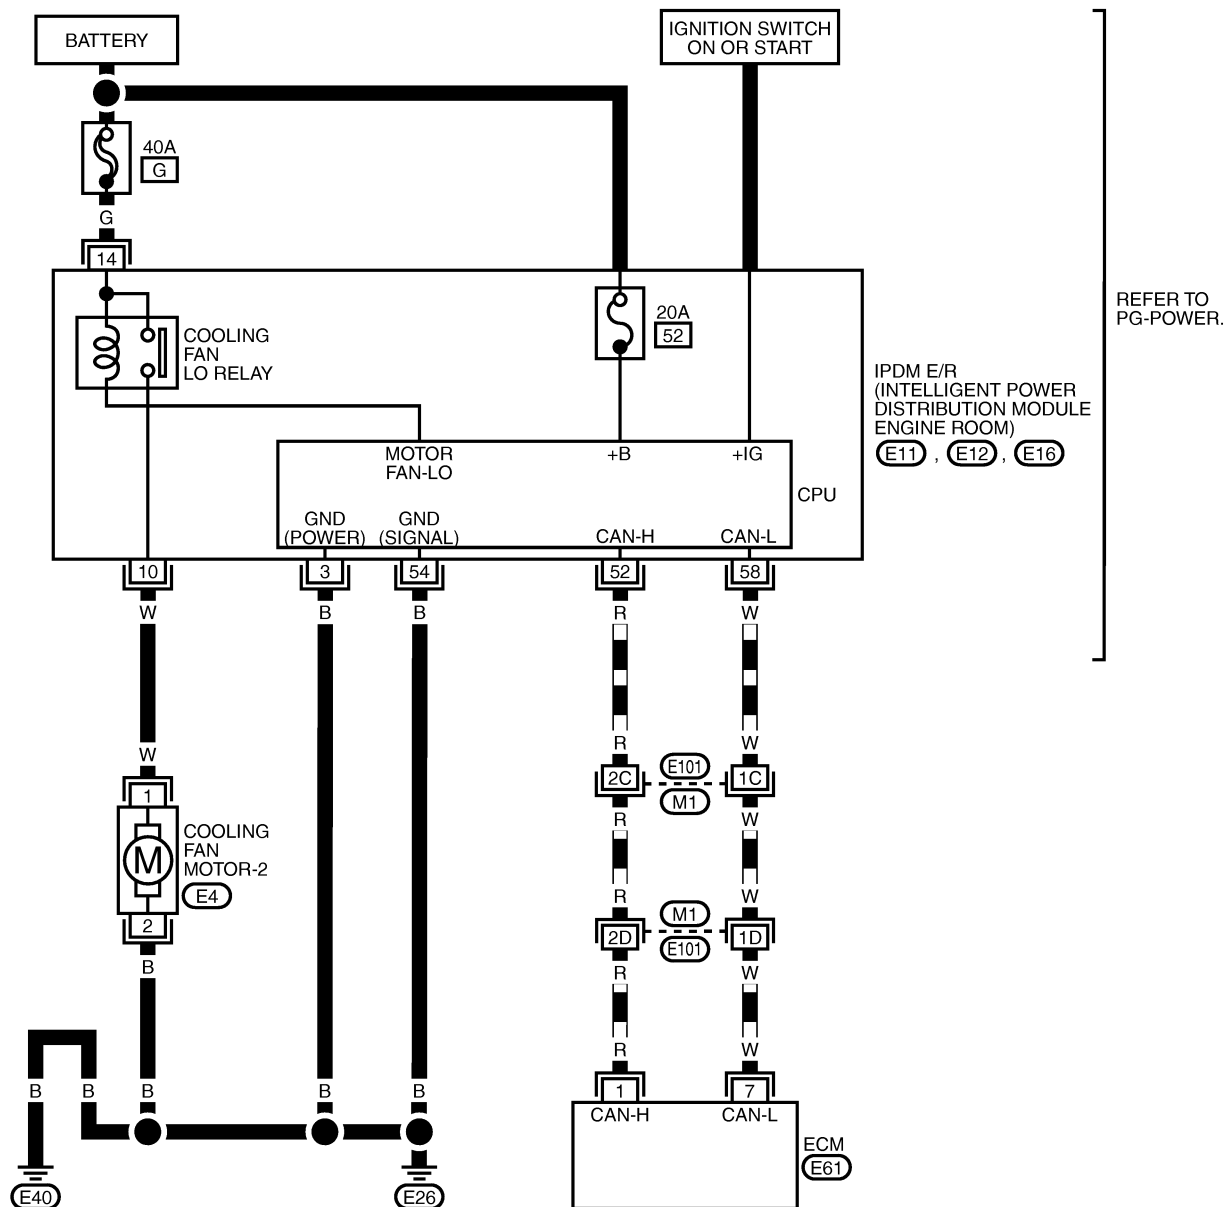 BATTERY
IGNITION SWITCH
ON OR START
40A
G
G
14
COOLING
FAN
LO RELAY
20A
52
REFER TO
PG-POWER.
IPDM E/R
(INTELLIGENT POWER
DISTRIBUTION MODULE
ENGINE ROOM)
E11 , E12 , E16
MOTOR
FAN-LO
+B
+IG
CPU
GND
(POWER)
GND
(SIGNAL)
CAN-H
CAN-L
10
3
54
52
58
W
B
B
R
W
W
R
W
2C
E101
M1
1C
1
R
W
COOLING
FAN
MOTOR-2
E4
M
R
W
2
2D
M1
E101
1D
B
R
W
R
W
B
B
B
B
B
1
7
CAN-H
CAN-L
ECM
E61
E40
E26